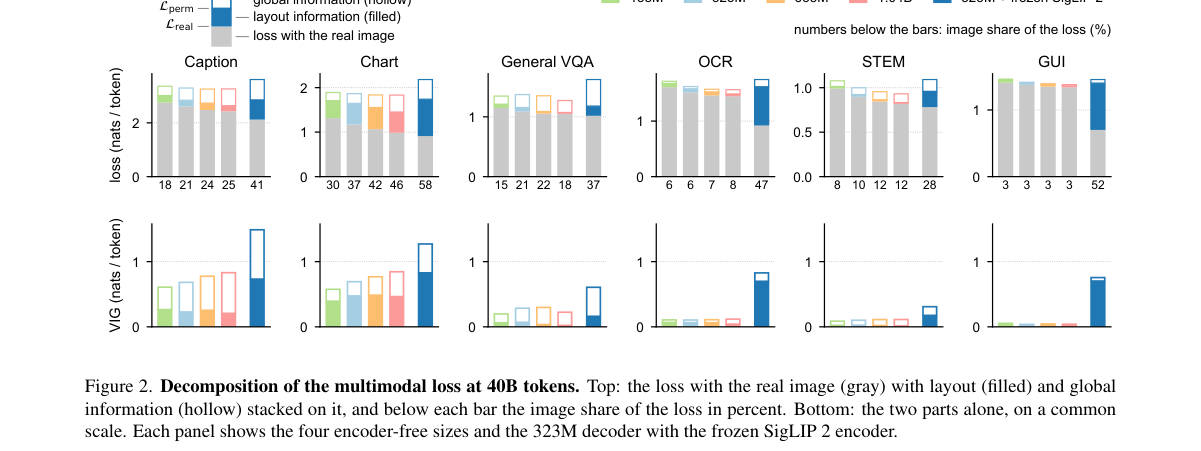 ℒperm
ℒreal
layout information (filled)
loss with the real image
numbers below the bars: image share of the loss (%)
Caption Chart General VQA OCR STEM GUI
loss (nats / token)
2
0
18 21 24 25 41
2
1
0
30 37 42 46 58
1
0
15 21 22 18 37
1
0
6 6 7 8 47
1.0
0.5
0.0
8 10 12 12 28
1
0
3 3 3 3 52
VIG (nats / token)
1
0
1
0
1
0
1
0
1
0
1
0
Figure 2. Decomposition of the multimodal loss at 40B tokens. Top: the loss with the real image (gray) with layout (filled) and global
information (hollow) stacked on it, and below each bar the image share of the loss in percent. Bottom: the two parts alone, on a common
scale. Each panel shows the four encoder-free sizes and the 323M decoder with the frozen SigLIP 2 encoder.